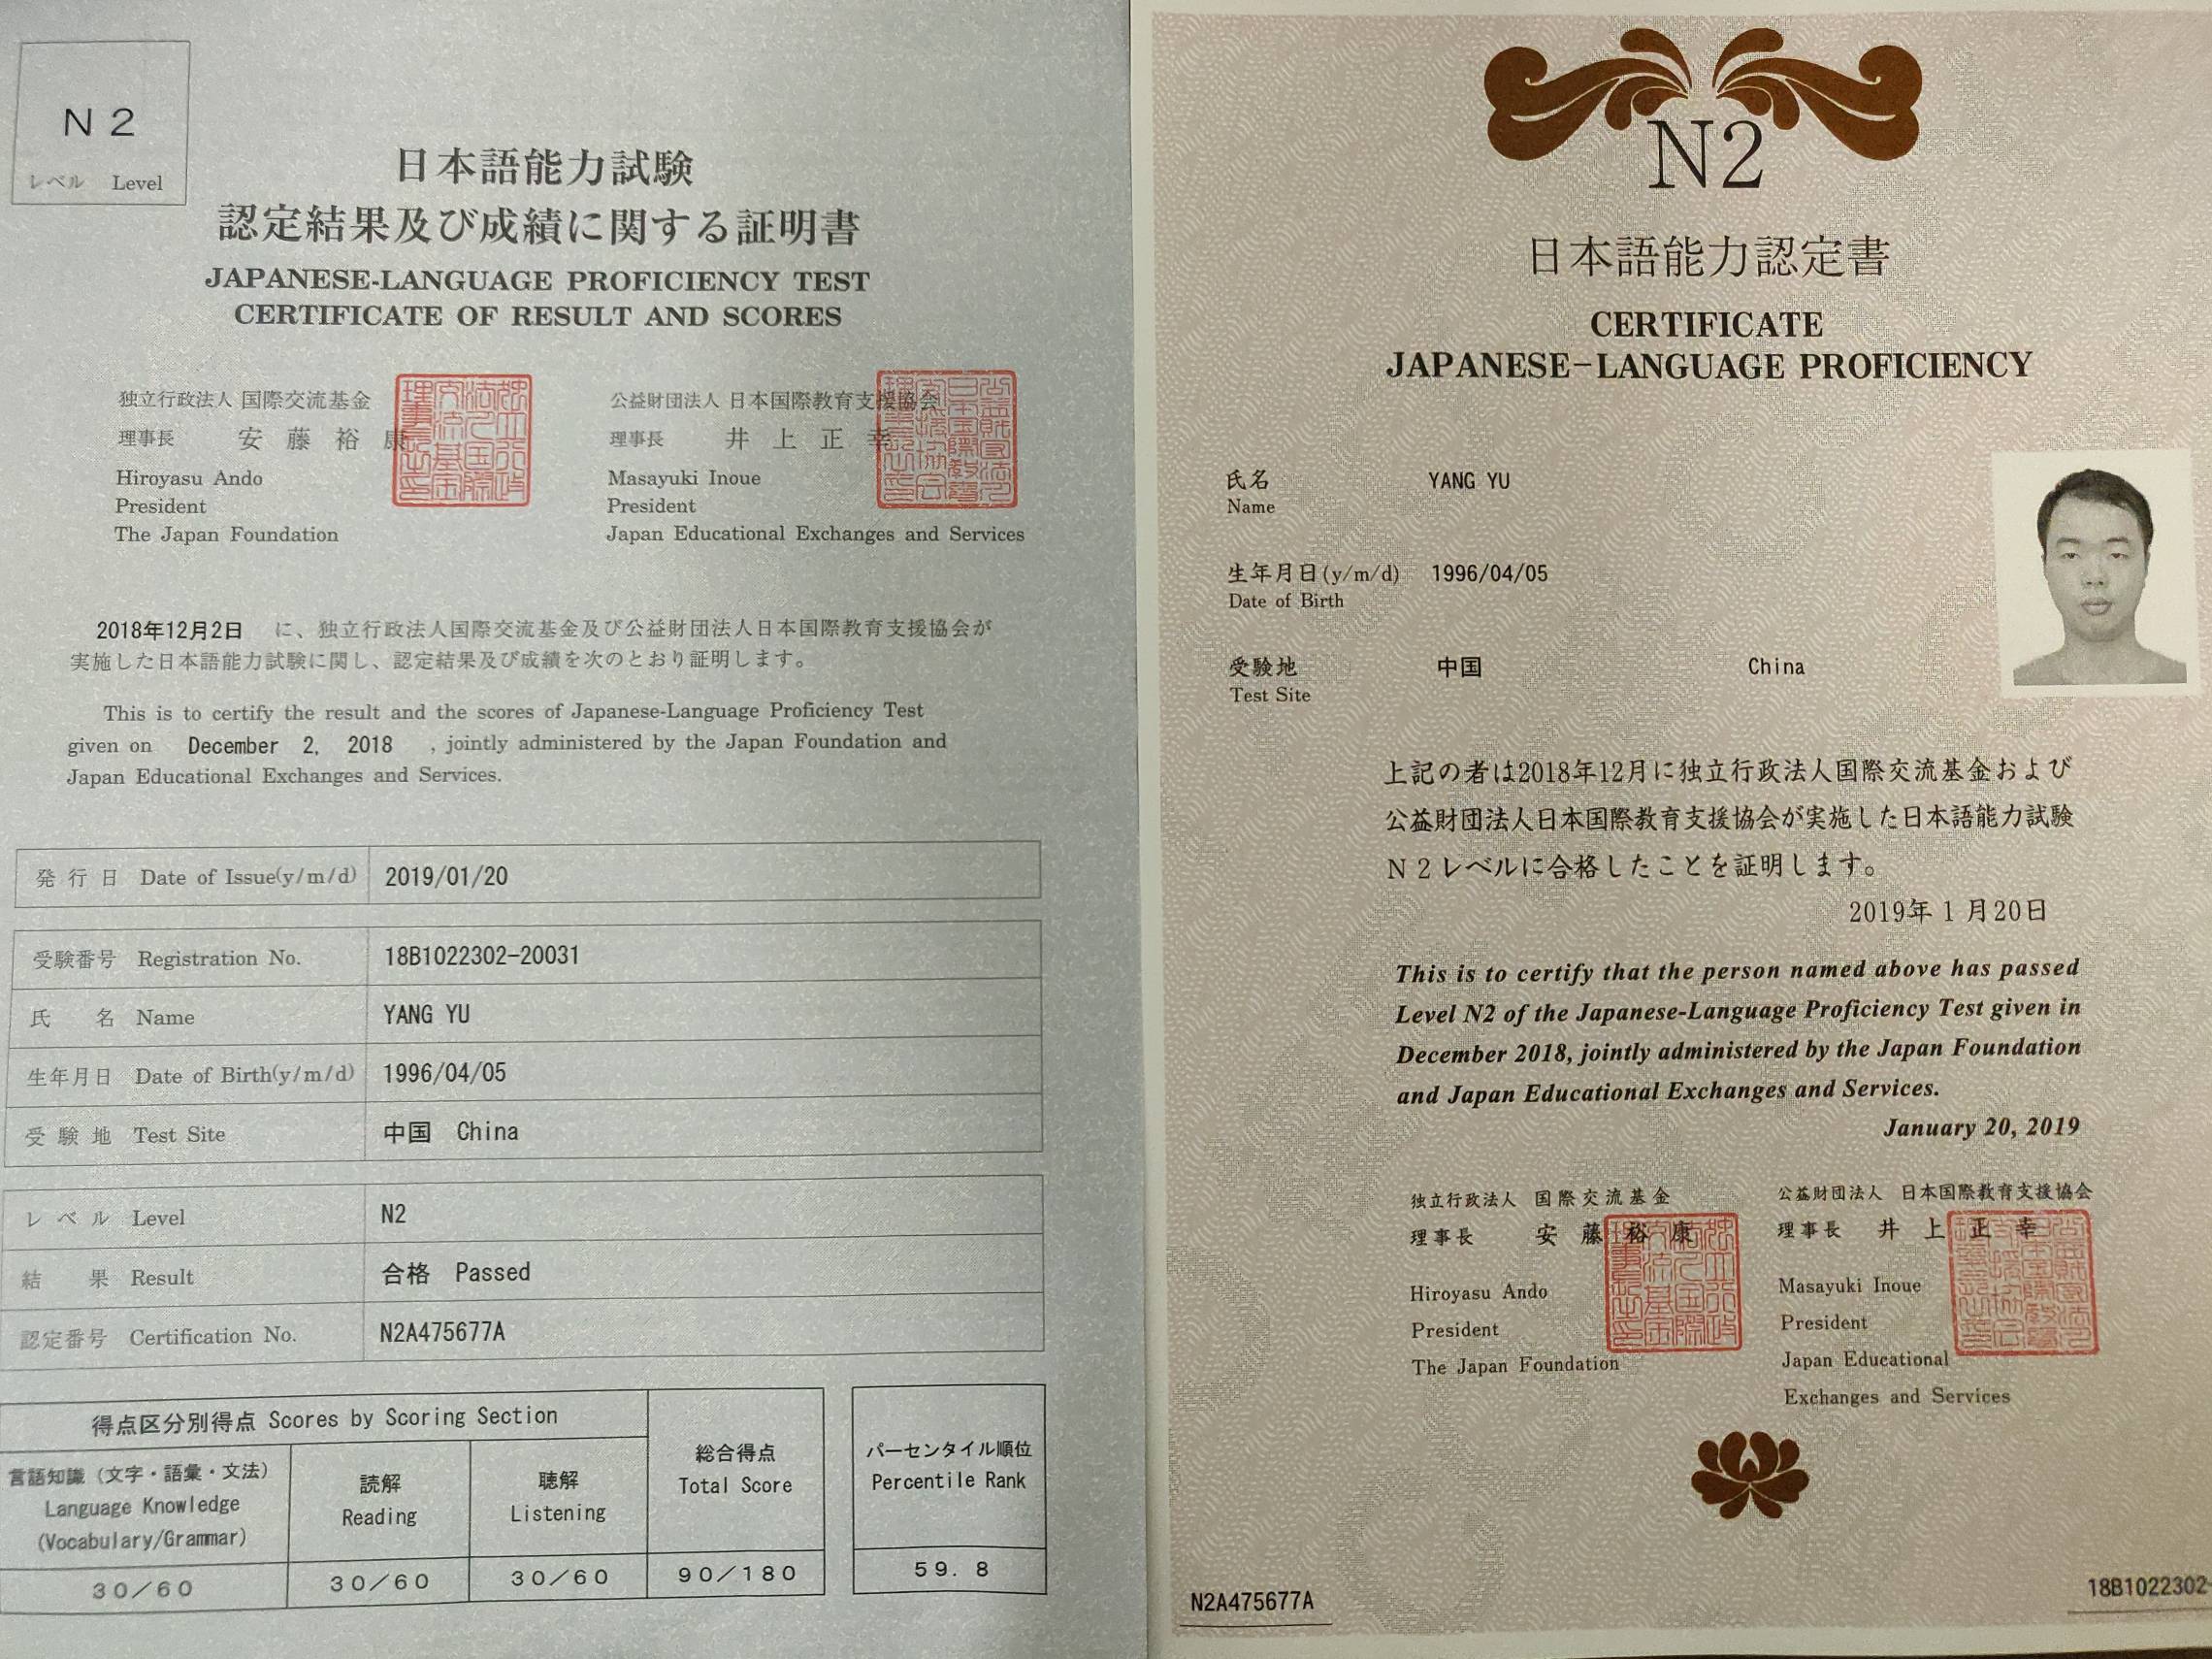 N2
レベル Level
日本語能力試験
認定結果及び成績に関する証明書
JAPANESE-LANGUAGE PROFICIENCY TEST
CERTIFICATE OF RESULT AND SCORES
独立行政法人 国際交流基金
理事長 安藤裕康
Hiroyasu Ando
President
The Japan Foundation
公益財団法人 日本国際教育支援協会
理事長 井上正幸
Masayuki Inoue
President
Japan Educational Exchanges and Services
2018年12月2日 に、独立行政法人国際交流基金及び公益財団法人日本国際教育支援協会が
実施した日本語能力試験に関し、認定結果及び成績を次のとおり証明します。
This is to certify the result and the scores of Japanese-Language Proficiency Test
given on December 2, 2018 , jointly administered by the Japan Foundation and
Japan Educational Exchanges and Services.
発行日 Date of Issue(y/m/d) 2019/01/20
受験番号 Registration No. 18B1022302-20031
氏名 Name YANG YU
生年月日 Date of Birth(y/m/d) 1996/04/05
受験地 Test Site 中国 China
レベル Level N2
結果 Result 合格 Passed
認定番号 Certification No. N2A475677A
得点区分別得点 Scores by Scoring Section
言語知識（文字・語彙・文法）
Language Knowledge
(Vocabulary/Grammar)
読解
Reading
聴解
Listening
総合得点
Total Score
パーセンタイル順位
Percentile Rank
30／60 30／60 30／60 90／180 59.8
N2
日本語能力認定書
CERTIFICATE
JAPANESE-LANGUAGE PROFICIENCY
氏名 YANG YU
Name
生年月日(y/m/d) 1996/04/05
Date of Birth
受験地 中国 China
Test Site
上記の者は2018年12月に独立行政法人国際交流基金および
公益財団法人日本国際教育支援協会が実施した日本語能力試験
N2レベルに合格したことを証明します。
2019年1月20日
This is to certify that the person named above has passed
Level N2 of the Japanese-Language Proficiency Test given in
December 2018, jointly administered by the Japan Foundation
and Japan Educational Exchanges and Services.
January 20, 2019
独立行政法人 国際交流基金
理事長 安藤裕康
Hiroyasu Ando
President
The Japan Foundation
公益財団法人 日本国際教育支援協会
理事長 井上正幸
Masayuki Inoue
President
Japan Educational
Exchanges and Services
N2A475677A
18B1022302-